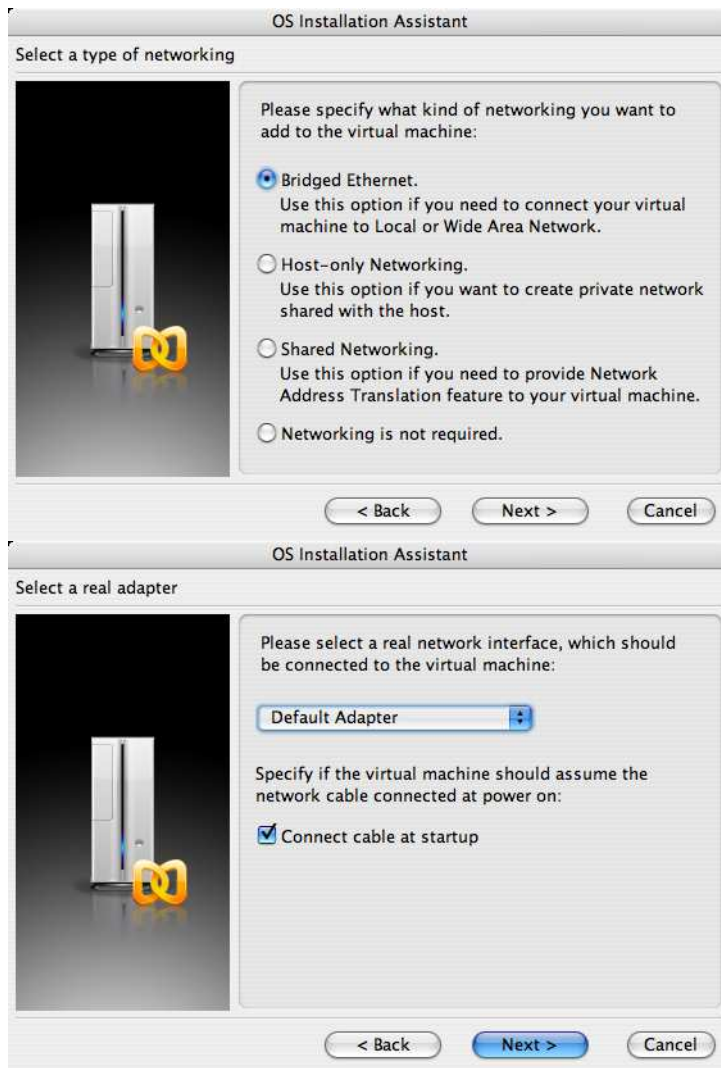 OS Installation Assistant
Select a type of networking
Please specify what kind of networking you want to
add to the virtual machine:
Bridged Ethernet.
Use this option if you need to connect your virtual
machine to Local or Wide Area Network.
Host-only Networking.
Use this option if you want to create private network
shared with the host.
Shared Networking.
Use this option if you need to provide Network
Address Translation feature to your virtual machine.
Networking is not required.
< Back
Next >
Cancel
OS Installation Assistant
Select a real adapter
Please select a real network interface, which should
be connected to the virtual machine:
Default Adapter
Specify if the virtual machine should assume the
network cable connected at power on:
Connect cable at startup
< Back
Next >
Cancel